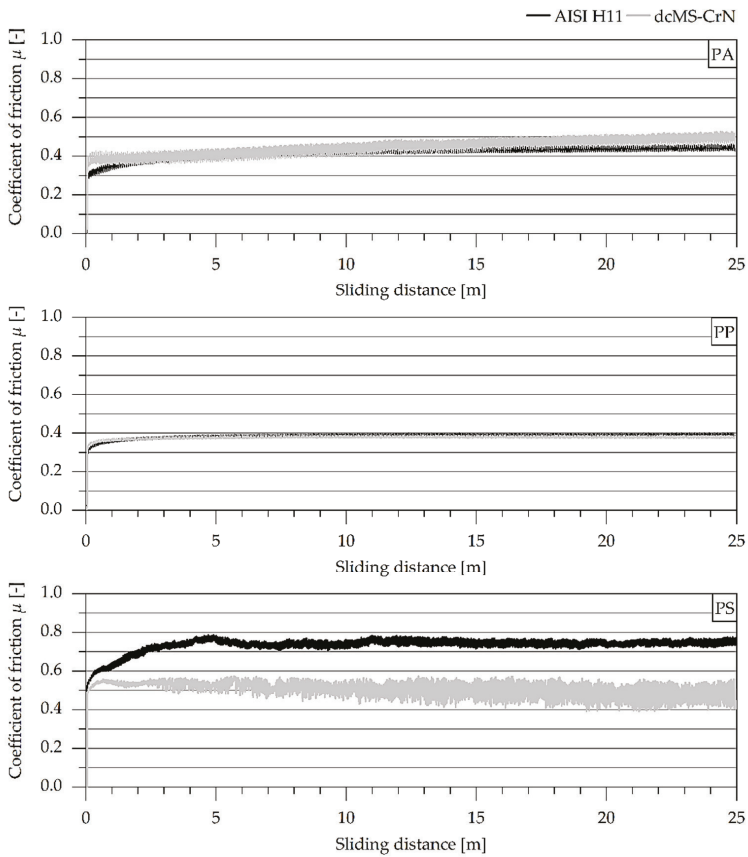 AISI H11 dcMS-CrN
Coefficient of friction μ [-]
PA
1.0
0.8
0.6
0.4
0.2
0.0
0 5 10 15 20 25
Sliding distance [m]
Coefficient of friction μ [-]
PP
1.0
0.8
0.6
0.4
0.2
0.0
0 5 10 15 20 25
Sliding distance [m]
Coefficient of friction μ [-]
PS
1.0
0.8
0.6
0.4
0.2
0.0
0 5 10 15 20 25
Sliding distance [m]